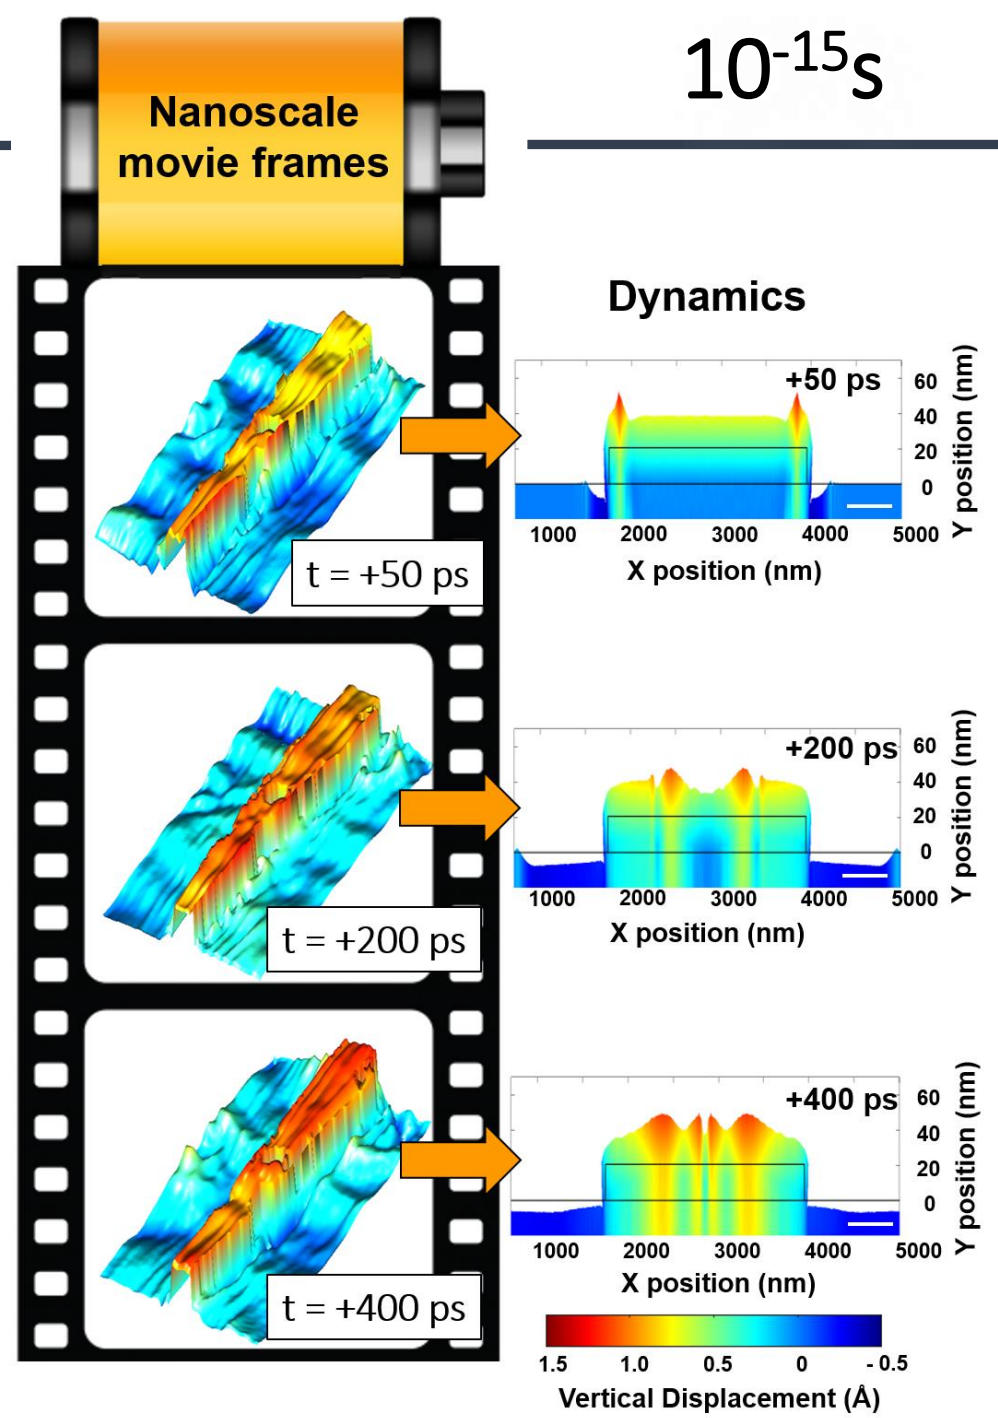 Nanoscale
movie frames
10⁻¹⁵s
Dynamics
t = +50 ps
+50 ps
60
40
20
0
Y position (nm)
1000 2000 3000 4000 5000
X position (nm)
t = +200 ps
+200 ps
60
40
20
0
Y position (nm)
1000 2000 3000 4000 5000
X position (nm)
t = +400 ps
+400 ps
60
40
20
0
Y position (nm)
1000 2000 3000 4000 5000
X position (nm)
1.5 1.0 0.5 0 - 0.5
Vertical Displacement (Å)